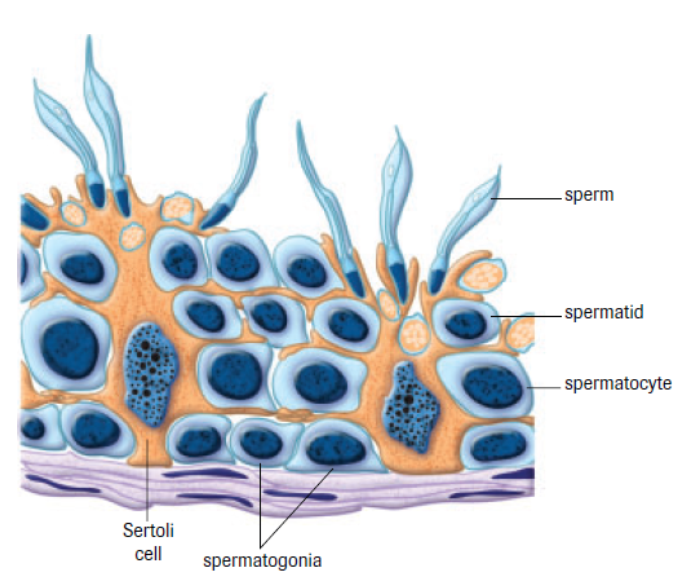 sperm
spermatid
spermatocyte
Sertoli
cell
spermatogonia